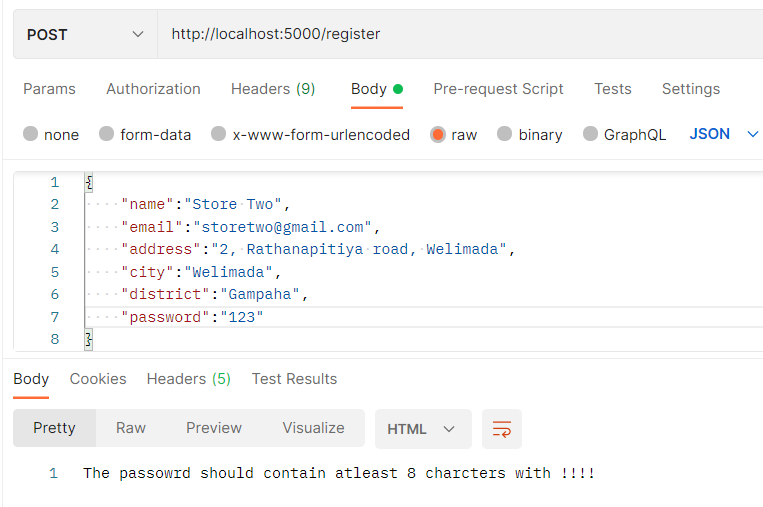 POST http://localhost:5000/register
Params Authorization Headers (9) Body Pre-request Script Tests Settings
none form-data x-www-form-urlencoded raw binary GraphQL JSON
1 {
2 "name":"Store Two",
3 "email":"storetwo@gmail.com",
4 "address":"2, Rathanapitiya road, Welimada",
5 "city":"Welimada",
6 "district":"Gampaha",
7 "password":"123"
8 }
Body Cookies Headers (5) Test Results
Pretty Raw Preview Visualize HTML
1 The passowrd should contain atleast 8 charcters with !!!!